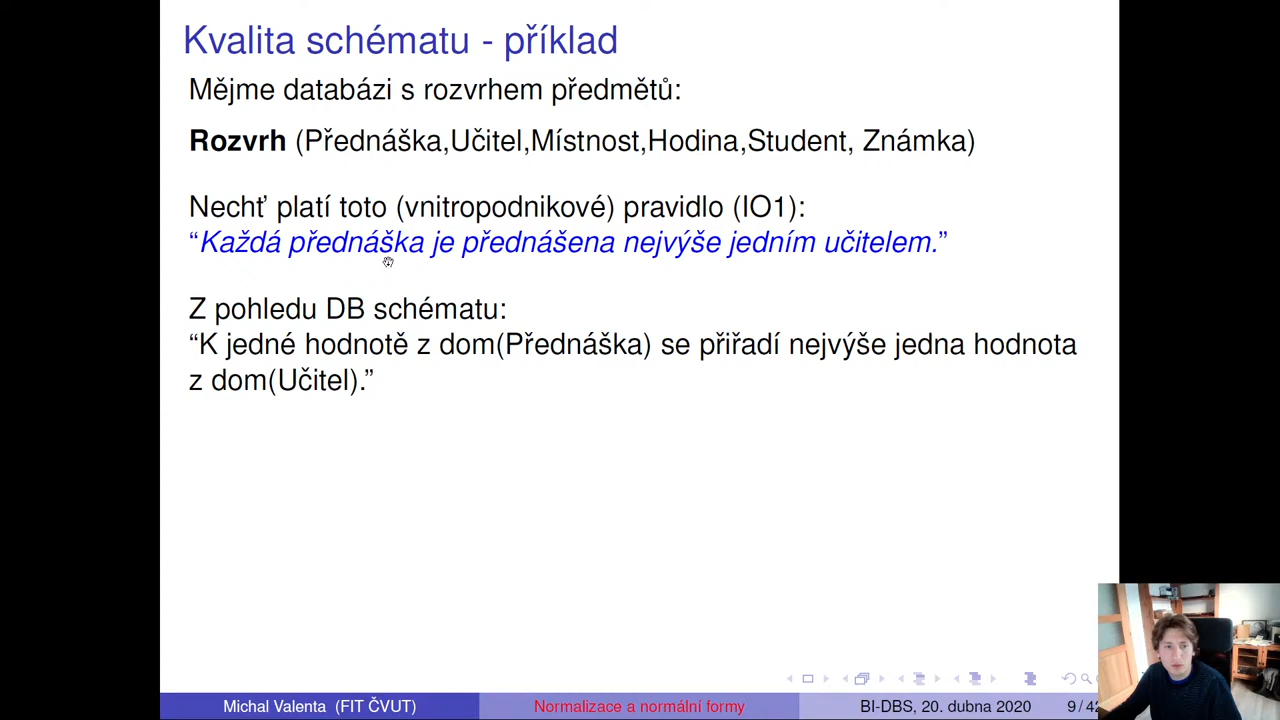 Kvalita schématu - příklad
Mějme databázi s rozvrhem předmětů:
Rozvrh (Přednáška,Učitel,Místnost,Hodina,Student, Známka)
Nechť platí toto (vnitropodnikové) pravidlo (IO1):
“Každá přednáška je přednášena nejvýše jedním učitelem.”
Z pohledu DB schématu:
“K jedné hodnotě z dom(Přednáška) se přiřadí nejvýše jedna hodnota
z dom(Učitel).”
Michal Valenta (FIT ČVUT) Normalizace a normální formy BI-DBS, 20. dubna 2020 9 / 42